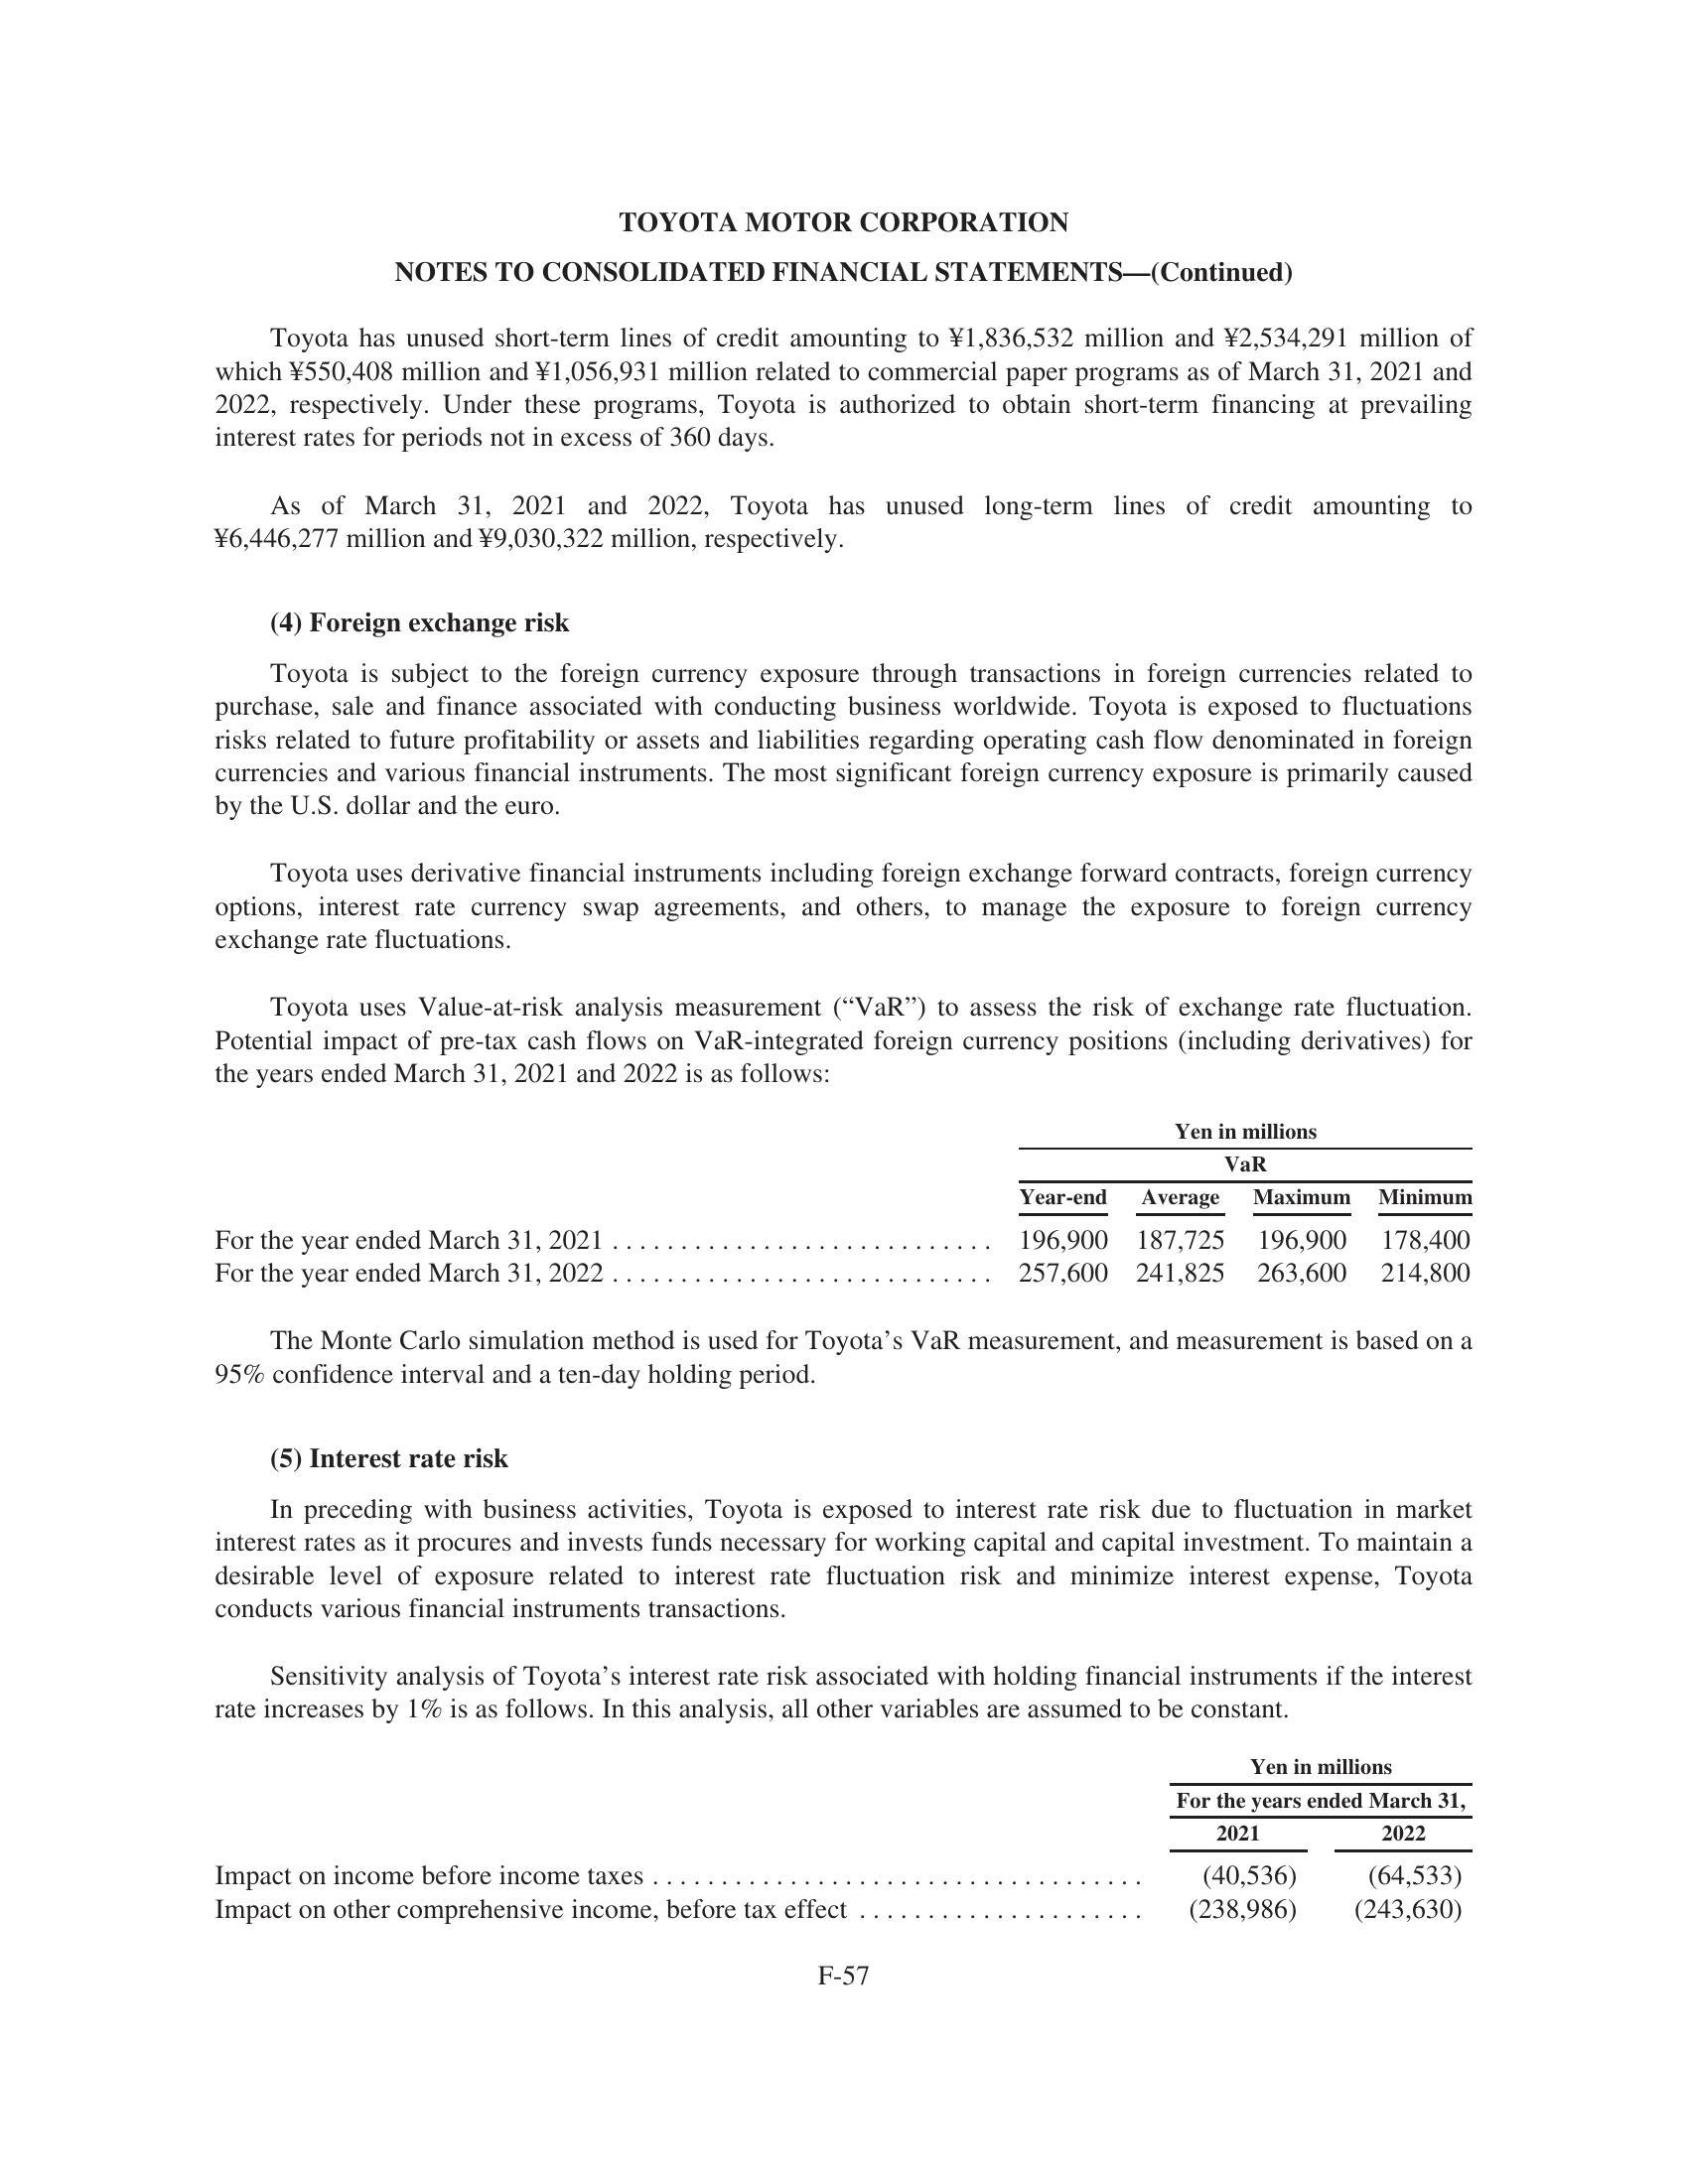 TOYOTA MOTOR CORPORATION
NOTES TO CONSOLIDATED FINANCIAL STATEMENTS—(Continued)
Toyota has unused short-term lines of credit amounting to ¥1,836,532 million and ¥2,534,291 million of
which ¥550,408 million and ¥1,056,931 million related to commercial paper programs as of March 31, 2021 and
2022, respectively. Under these programs, Toyota is authorized to obtain short-term financing at prevailing
interest rates for periods not in excess of 360 days.
As of March 31, 2021 and 2022, Toyota has unused long-term lines of credit amounting to
¥6,446,277 million and ¥9,030,322 million, respectively.
(4) Foreign exchange risk
Toyota is subject to the foreign currency exposure through transactions in foreign currencies related to
purchase, sale and finance associated with conducting business worldwide. Toyota is exposed to fluctuations
risks related to future profitability or assets and liabilities regarding operating cash flow denominated in foreign
currencies and various financial instruments. The most significant foreign currency exposure is primarily caused
by the U.S. dollar and the euro.
Toyota uses derivative financial instruments including foreign exchange forward contracts, foreign currency
options, interest rate currency swap agreements, and others, to manage the exposure to foreign currency
exchange rate fluctuations.
Toyota uses Value-at-risk analysis measurement (“VaR”) to assess the risk of exchange rate fluctuation.
Potential impact of pre-tax cash flows on VaR-integrated foreign currency positions (including derivatives) for
the years ended March 31, 2021 and 2022 is as follows:
Yen in millions
VaR
Year-end Average Maximum Minimum
For the year ended March 31, 2021 . . . . . . . . . . . . . . . . . . . . . . . . . . . . 196,900 187,725 196,900 178,400
For the year ended March 31, 2022 . . . . . . . . . . . . . . . . . . . . . . . . . . . . 257,600 241,825 263,600 214,800
The Monte Carlo simulation method is used for Toyota’s VaR measurement, and measurement is based on a
95% confidence interval and a ten-day holding period.
(5) Interest rate risk
In preceding with business activities, Toyota is exposed to interest rate risk due to fluctuation in market
interest rates as it procures and invests funds necessary for working capital and capital investment. To maintain a
desirable level of exposure related to interest rate fluctuation risk and minimize interest expense, Toyota
conducts various financial instruments transactions.
Sensitivity analysis of Toyota’s interest rate risk associated with holding financial instruments if the interest
rate increases by 1% is as follows. In this analysis, all other variables are assumed to be constant.
Yen in millions
For the years ended March 31,
2021 2022
Impact on income before income taxes . . . . . . . . . . . . . . . . . . . . . . . . . . . . . . . . . . . . (40,536) (64,533)
Impact on other comprehensive income, before tax effect . . . . . . . . . . . . . . . . . . . . . (238,986) (243,630)
F-57